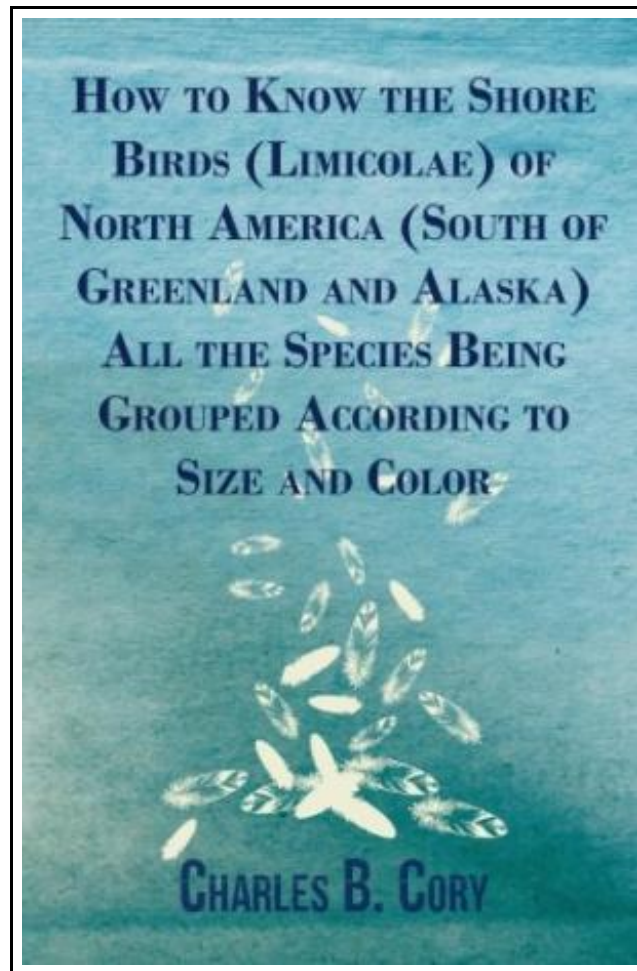 How to Know the Shore
Birds (Limicolae) of
North America (South of
Greenland and Alaska)
All the Species Being
Grouped According to
Size and Color
Charles B. Cory